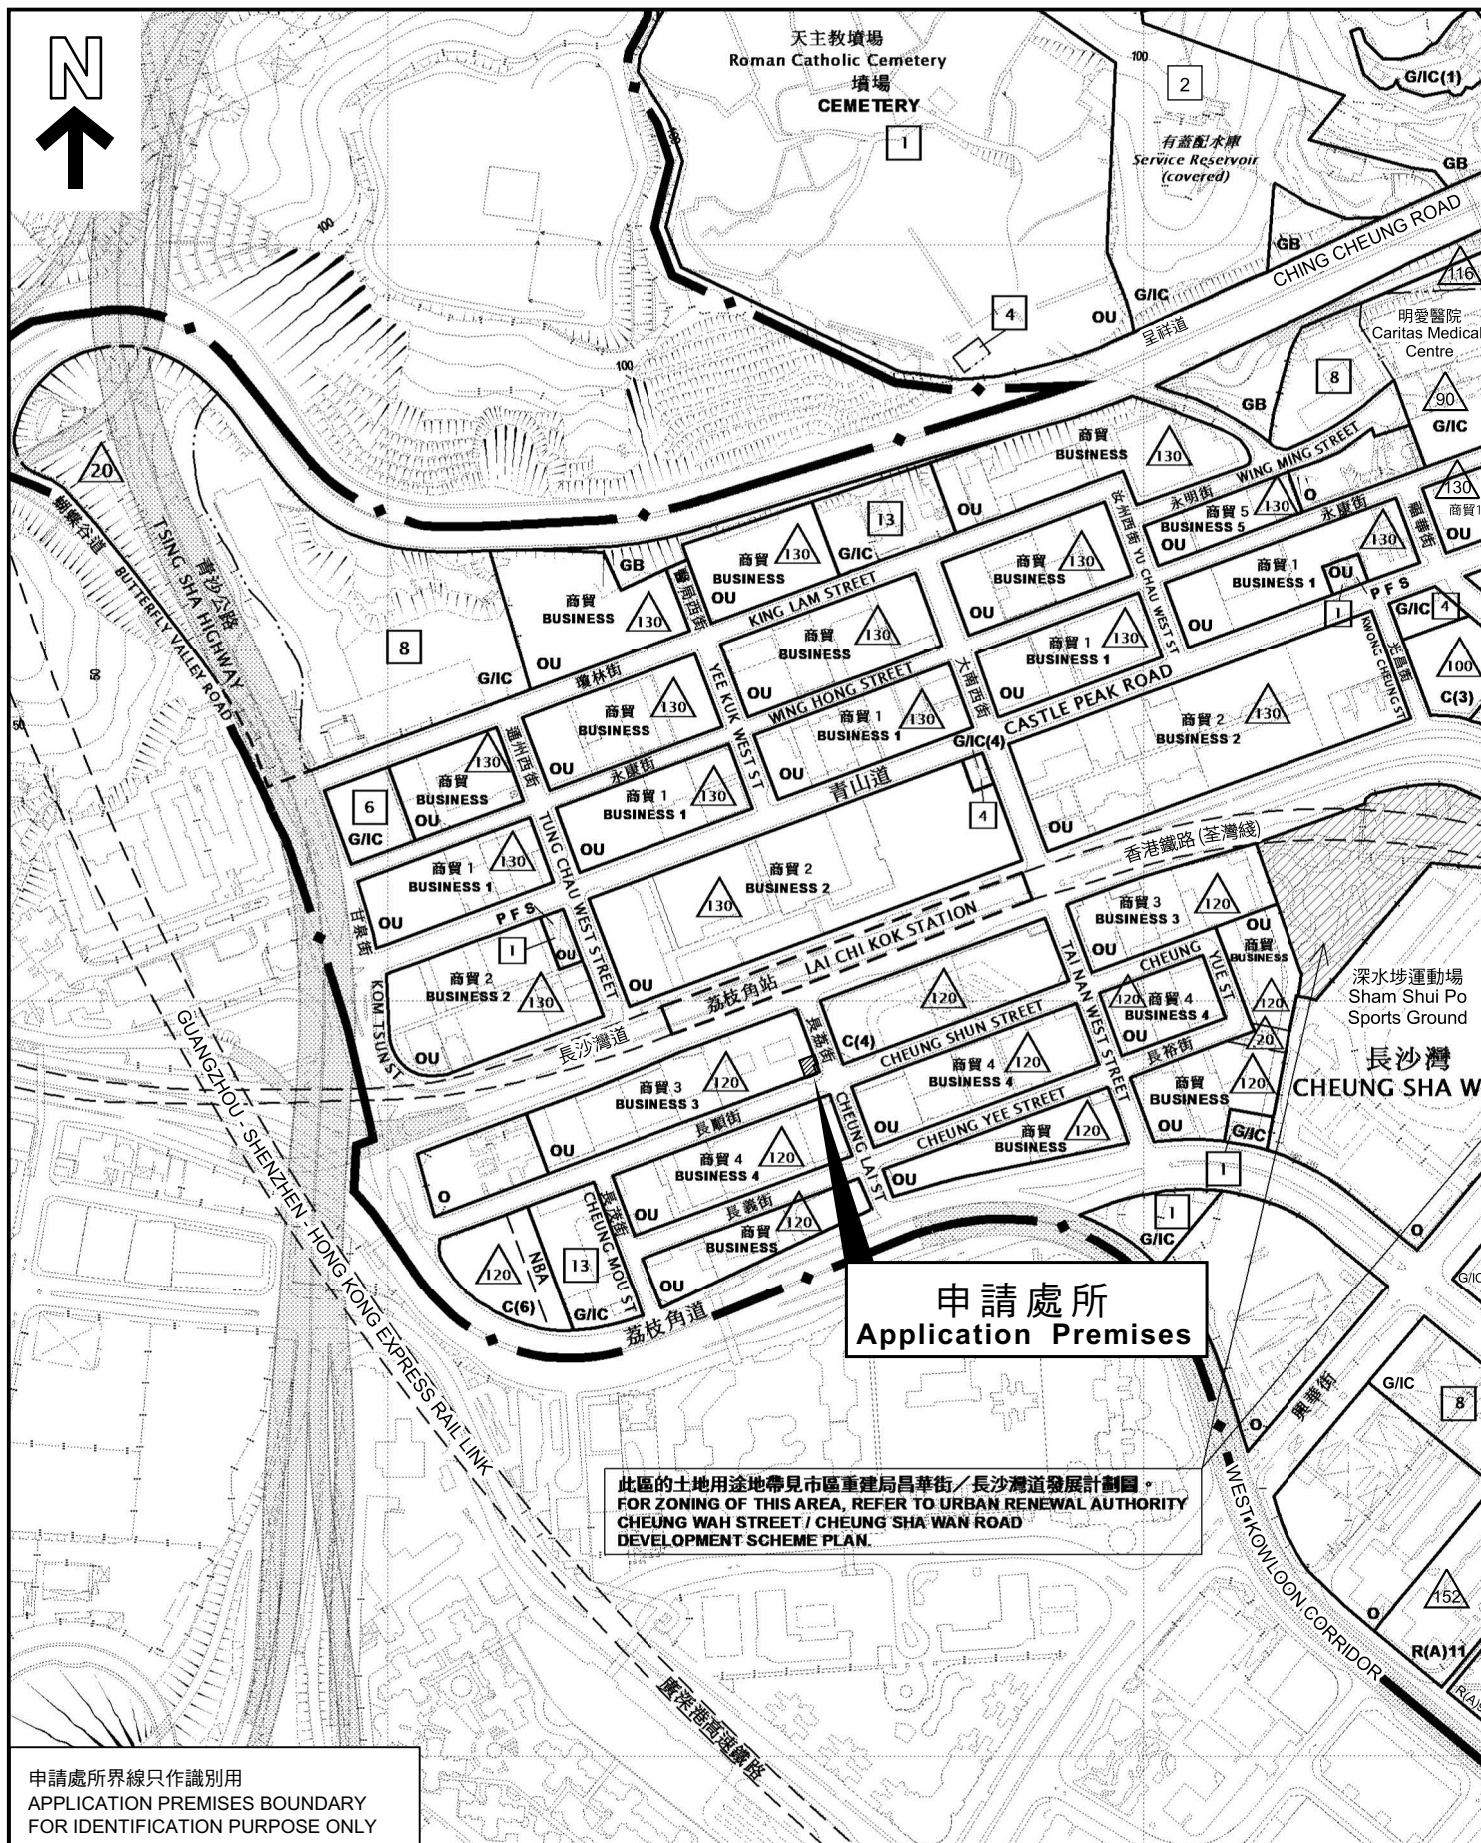 N
天主教墳場
Roman Catholic Cemetery
墳場
CEMETERY
1
100
2
G/IC(1)
有蓋配水庫
Service Reservoir
(covered)
GB
GB
CHING CHEUNG ROAD
呈祥道
116
G/IC
OU
4
明愛醫院
Caritas Medical
Centre
8
90
G/IC
GB
100
100
20
蝴蝶谷道
BUTTERFLY VALLEY ROAD
青沙公路
TSING SHA HIGHWAY
50
商貿
BUSINESS
130
OU
永明街
WING MING STREET
商貿 5
BUSINESS 5
130
OU
O
永康街
130
商貿1
OU
福華街
13
G/IC
商貿
BUSINESS
130
OU
KING LAM STREET
瓊林街
GB
醫局西街
YEE KUK WEST ST
商貿
BUSINESS
130
OU
8
G/IC
商貿
BUSINESS
130
OU
汝州西街
YU CHAU WEST ST
商貿 1
BUSINESS 1
130
OU
OU
1
P F S
G/IC
4
KWONG CHEUNG ST
光昌街
100
C(3)
商貿
BUSINESS
130
OU
WING HONG STREET
永康街
大南西街
商貿 1
BUSINESS 1
130
OU
CASTLE PEAK ROAD
青山道
商貿
BUSINESS
130
OU
通州西街
TUNG CHAU WEST STREET
商貿 1
BUSINESS 1
130
OU
G/IC(4)
4
商貿 2
BUSINESS 2
130
OU
6
G/IC
商貿
BUSINESS
130
OU
商貿 1
BUSINESS 1
130
OU
商貿 1
BUSINESS 1
130
OU
商貿 2
BUSINESS 2
130
OU
香港鐵路 (荃灣綫)
甘泉街
KOM TSUN ST
P F S
1
OU
商貿 2
BUSINESS 2
130
OU
長沙灣道
荔枝角站
LAI CHI KOK STATION
商貿 3
BUSINESS 3
120
OU
CHEUNG YUE ST
OU
商貿
BUSINESS
120
20
深水埗運動場
Sham Shui Po
Sports Ground
長沙灣
CHEUNG SHA W
120
C(4)
長荔街
CHEUNG LAI ST
CHEUNG SHUN STREET
長順街
TAI NAN WEST STREET
120
商貿 4
BUSINESS 4
OU
長裕街
商貿
BUSINESS
120
OU
G/IC
1
商貿 3
BUSINESS 3
120
OU
O
商貿 4
BUSINESS 4
120
OU
CHEUNG YEE STREET
長義街
商貿
BUSINESS
120
OU
商貿 4
BUSINESS 4
120
OU
長茂街
CHEUNG MOU ST
商貿
BUSINESS
120
OU
120
C(6)
NBA
13
G/IC
荔枝角道
1
G/IC
O
G/IC
申請處所
Application Premises
GUANGZHOU - SHENZHEN - HONG KONG EXPRESS RAIL LINK
廣深港高速鐵路
興華街
G/IC
8
O
此區的土地用途地帶見市區重建局昌華街／長沙灣道發展計劃圖。
FOR ZONING OF THIS AREA, REFER TO URBAN RENEWAL AUTHORITY
CHEUNG WAH STREET / CHEUNG SHA WAN ROAD
DEVELOPMENT SCHEME PLAN.
WEST KOWLOON CORRIDOR
O
152
R(A)11
申請處所界線只作識別用
APPLICATION PREMISES BOUNDARY
FOR IDENTIFICATION PURPOSE ONLY